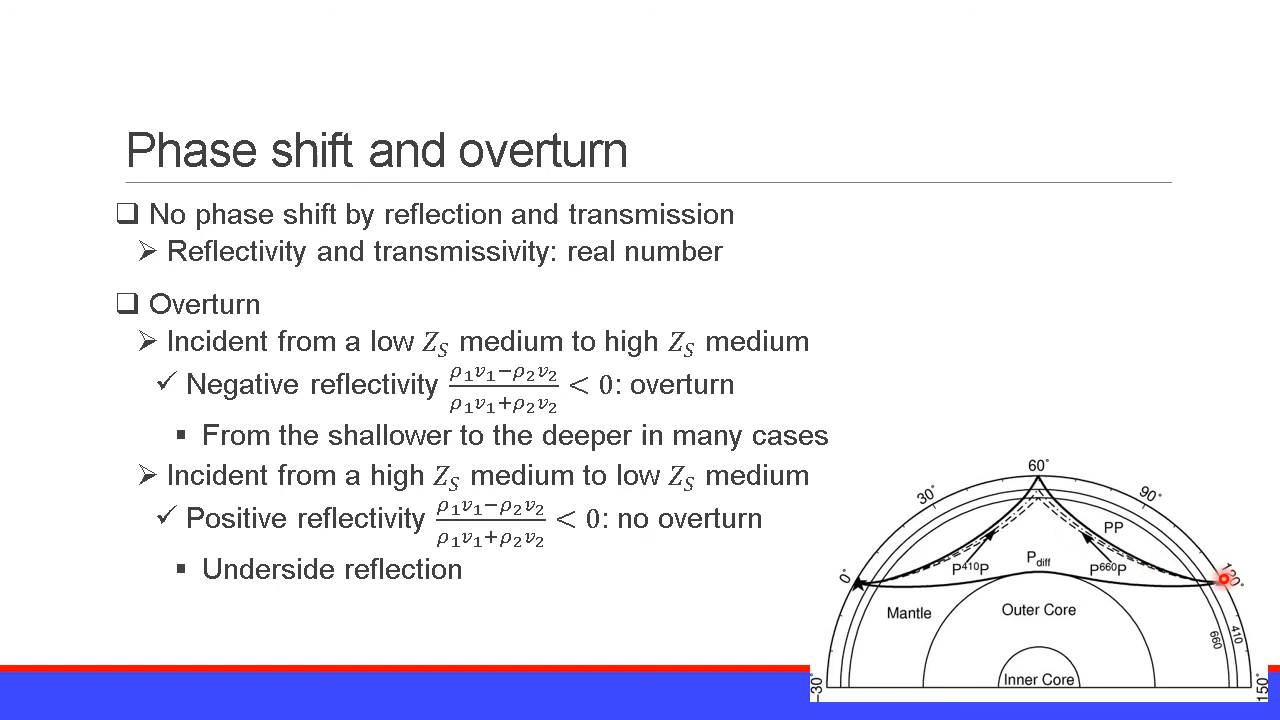 Phase shift and overturn
❑ No phase shift by reflection and transmission
➢ Reflectivity and transmissivity: real number
❑ Overturn
➢ Incident from a low Z_S medium to high Z_S medium
✓ Negative reflectivity (ρ₁v₁−ρ₂v₂)/(ρ₁v₁+ρ₂v₂) < 0: overturn
▪ From the shallower to the deeper in many cases
➢ Incident from a high Z_S medium to low Z_S medium
✓ Positive reflectivity (ρ₁v₁−ρ₂v₂)/(ρ₁v₁+ρ₂v₂) < 0: no overturn
▪ Underside reflection
60°
30°
90°
PP
0°
P410P
Pdiff
P660P
120°
Mantle
Outer Core
660
410
Inner Core
−30°
150°